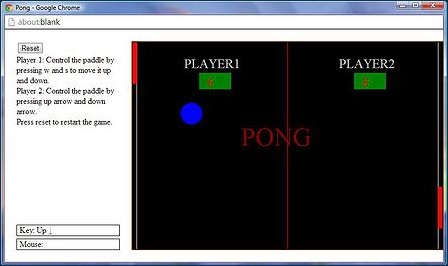 Pong - Google Chrome
about:blank
Reset
Player 1: Control the paddle by
pressing w and s to move it up
and down.
Player 2: Control the paddle by
pressing up arrow and down
arrow.
Press reset to restart the game.
PLAYER1
PLAYER2
PONG
Key: Up ↓
Mouse: